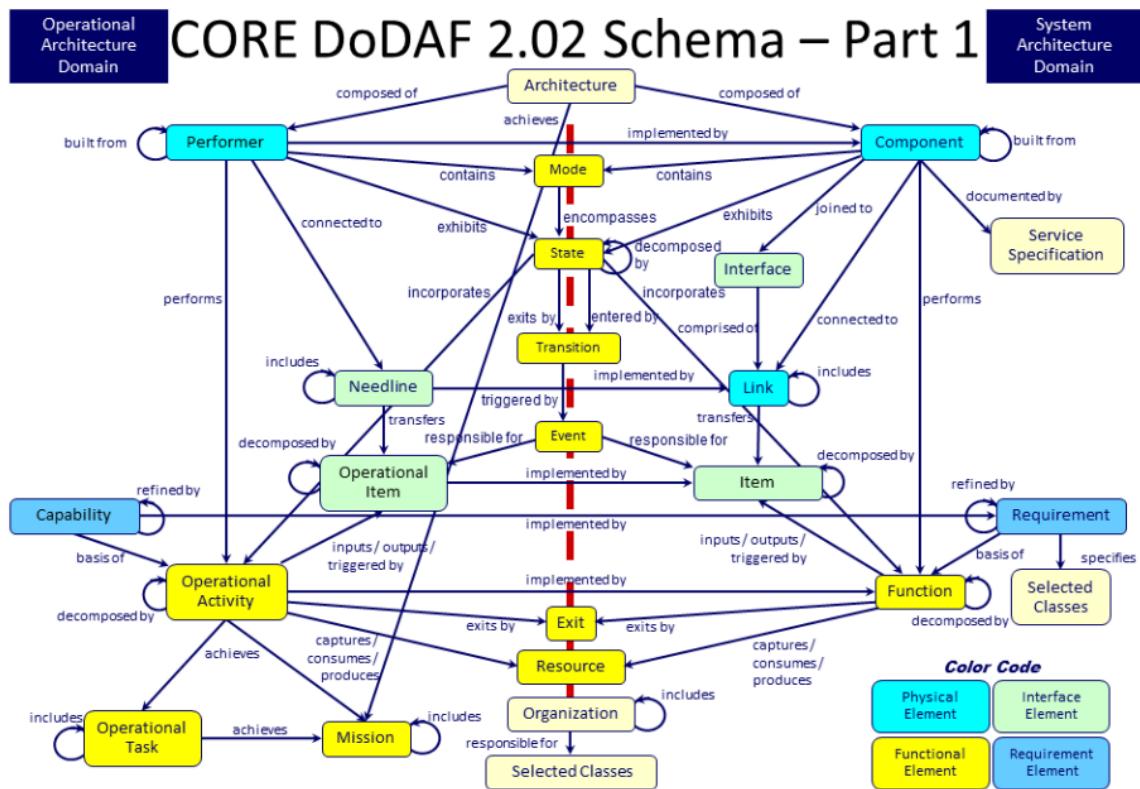 Operational
Architecture
Domain
CORE DoDAF 2.02 Schema – Part 1
System
Architecture
Domain
Architecture
composed of
composed of
achieves
built from
Performer
implemented by
Component
built from
Mode
contains
contains
documented by
encompasses
joined to
connected to
exhibits
exhibits
State
decomposed
by
Service
Specification
Interface
performs
incorporates
incorporates
performs
exits by
entered by
comprised of
connected to
Transition
includes
Needline
implemented by
Link
includes
triggered by
transfers
transfers
decomposed by
responsible for
Event
responsible for
decomposed by
Operational
Item
implemented by
Item
refined by
refined by
Capability
implemented by
Requirement
basis of
inputs / outputs /
triggered by
inputs / outputs /
triggered by
basis of
specifies
Operational
Activity
implemented by
Function
Selected
Classes
decomposed by
exits by
Exit
exits by
decomposed by
achieves
captures/
consumes/
produces
Resource
captures/
consumes /
produces
Color Code
Physical
Element
Interface
Element
Functional
Element
Requirement
Element
includes
Organization
includes
Operational
Task
achieves
Mission
includes
responsible for
Selected Classes